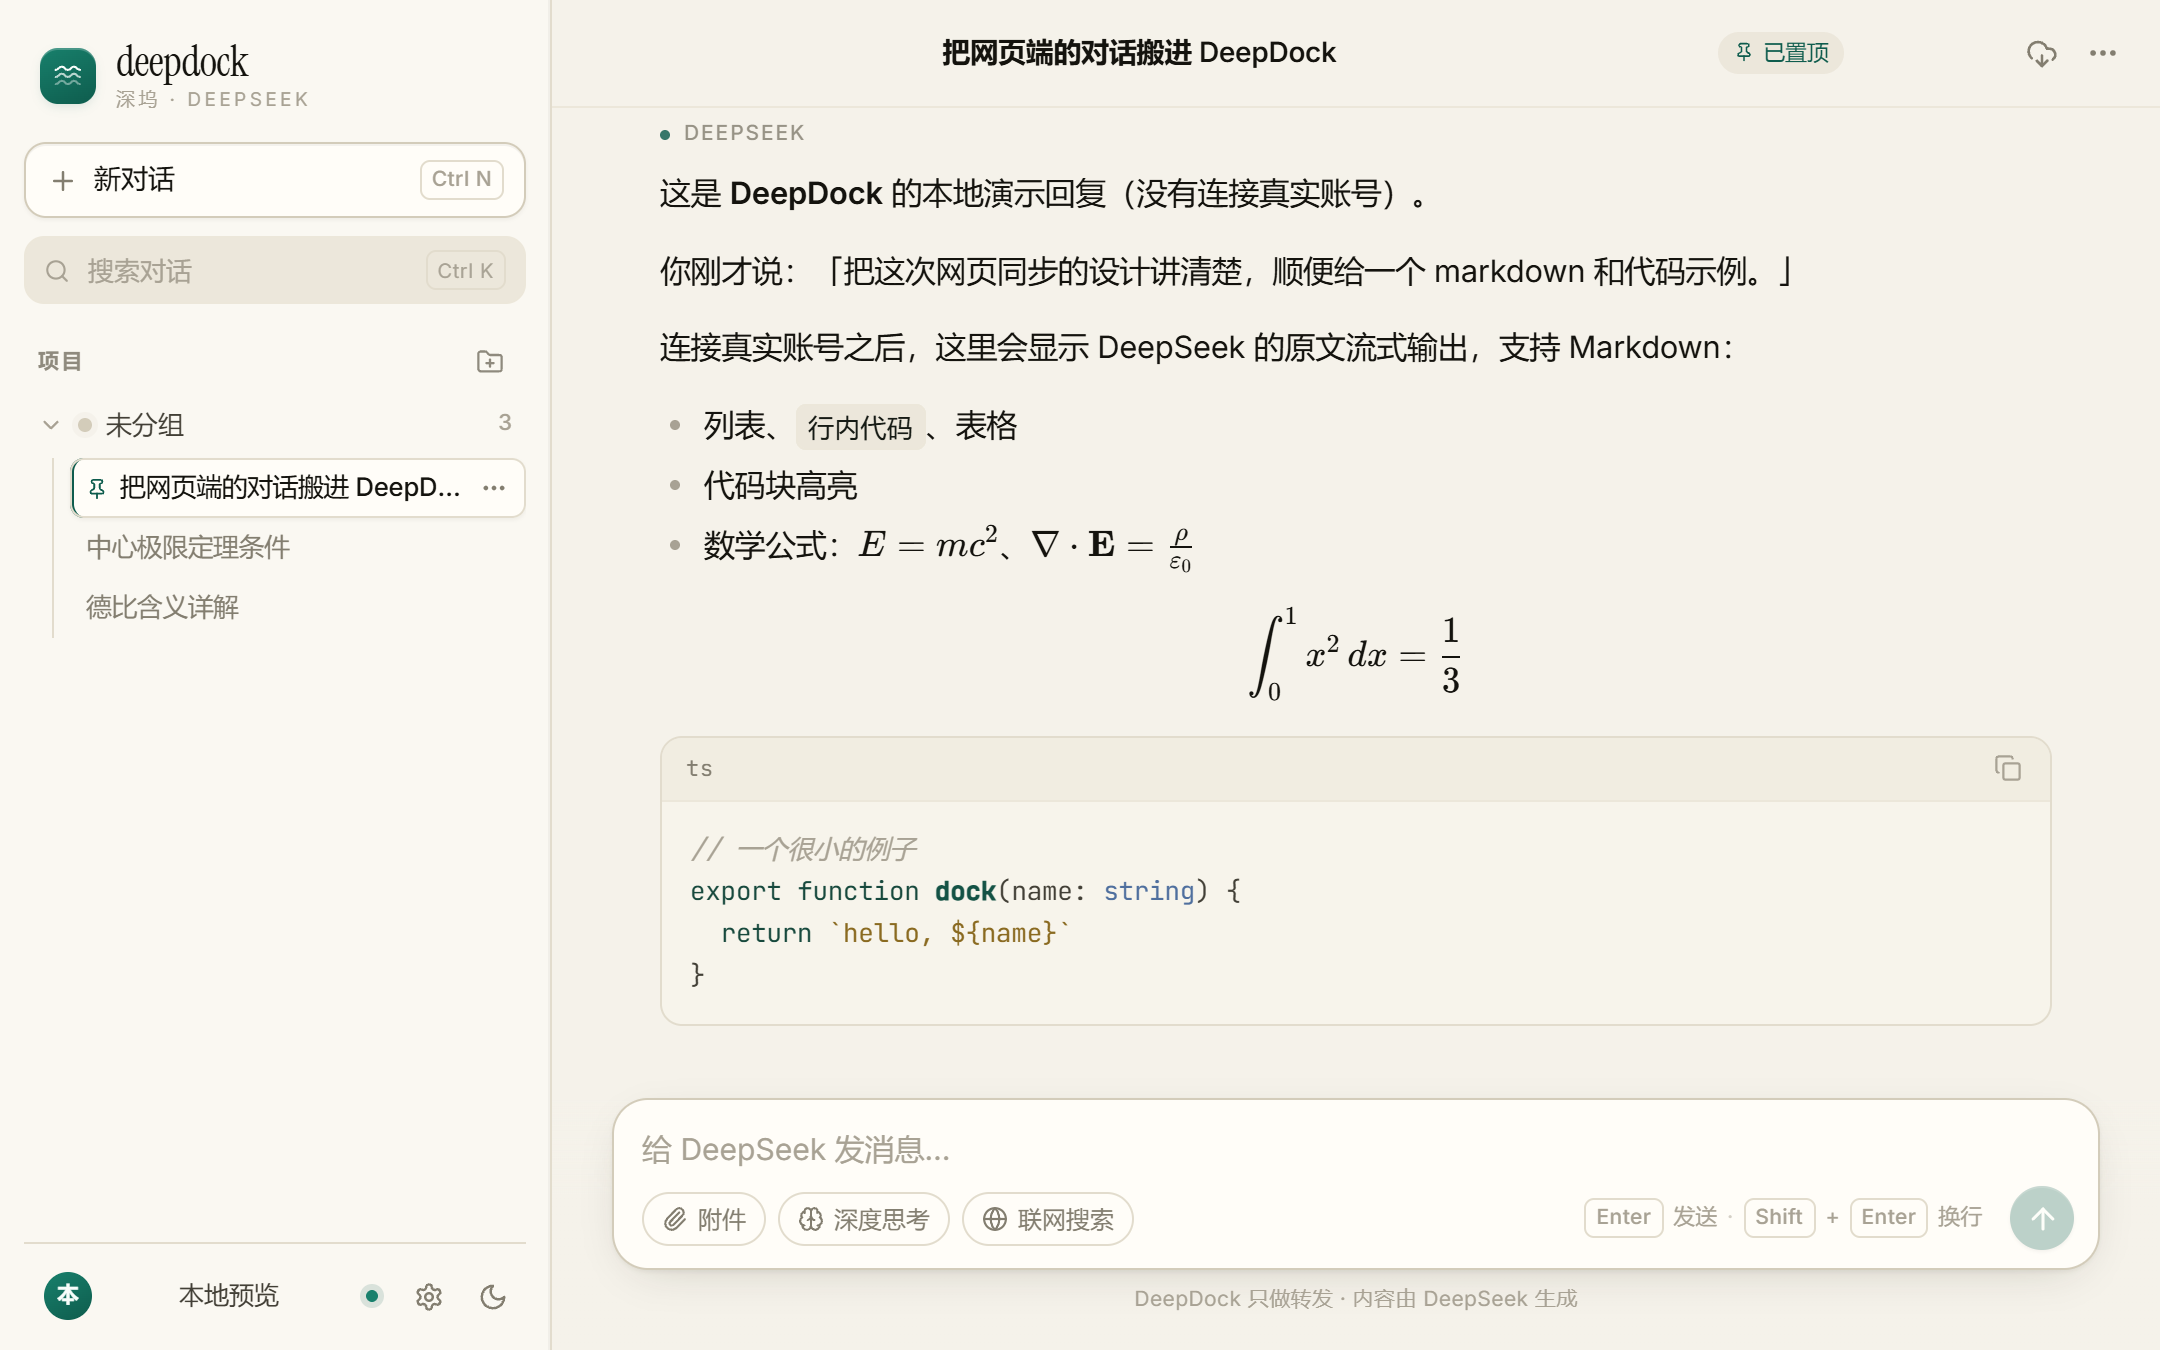 deepdock
深坞 · DEEPSEEK
新对话 Ctrl N
搜索对话 Ctrl K
项目
未分组 3
把网页端的对话搬进 DeepD...
中心极限定理条件
德比含义详解
本 本地预览
把网页端的对话搬进 DeepDock
已置顶
DEEPSEEK
这是 DeepDock 的本地演示回复（没有连接真实账号）。
你刚才说：「把这次网页同步的设计讲清楚，顺便给一个 markdown 和代码示例。」
连接真实账号之后，这里会显示 DeepSeek 的原文流式输出，支持 Markdown：
• 列表、行内代码、表格
• 代码块高亮
• 数学公式：E = mc²、∇ · E = ρ/ε₀
∫₀¹ x² dx = 1/3
ts
// 一个很小的例子
export function dock(name: string) {
  return `hello, ${name}`
}
给 DeepSeek 发消息...
附件 深度思考 联网搜索 Enter 发送 · Shift + Enter 换行
DeepDock 只做转发 · 内容由 DeepSeek 生成